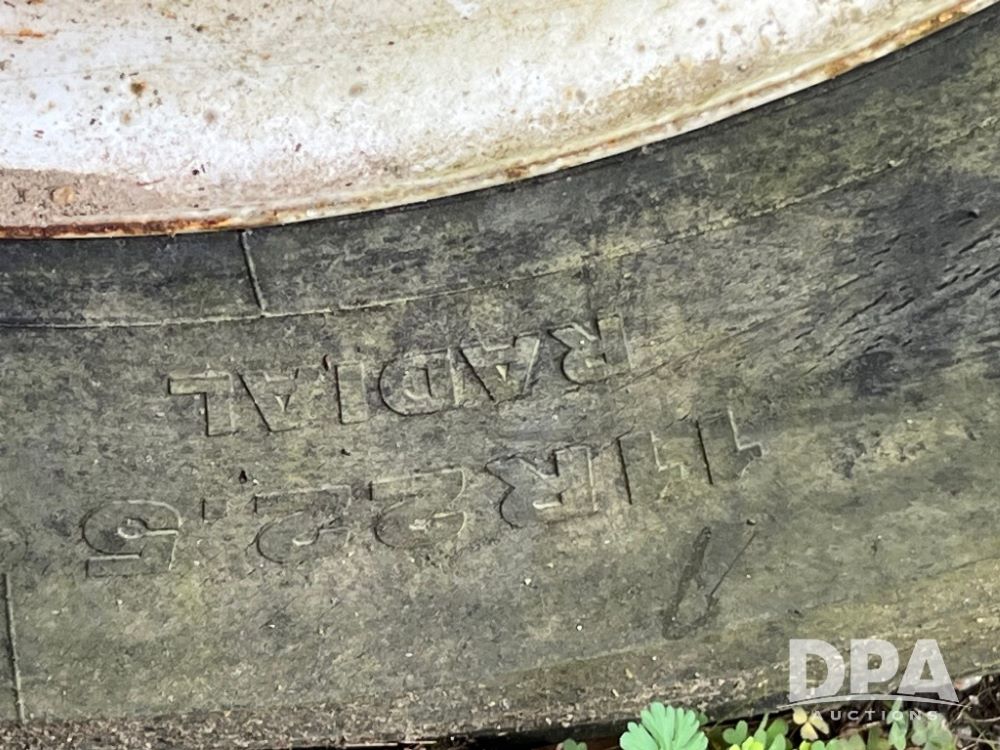 11R22.5
RADIAL
DPA
AUCTIONS